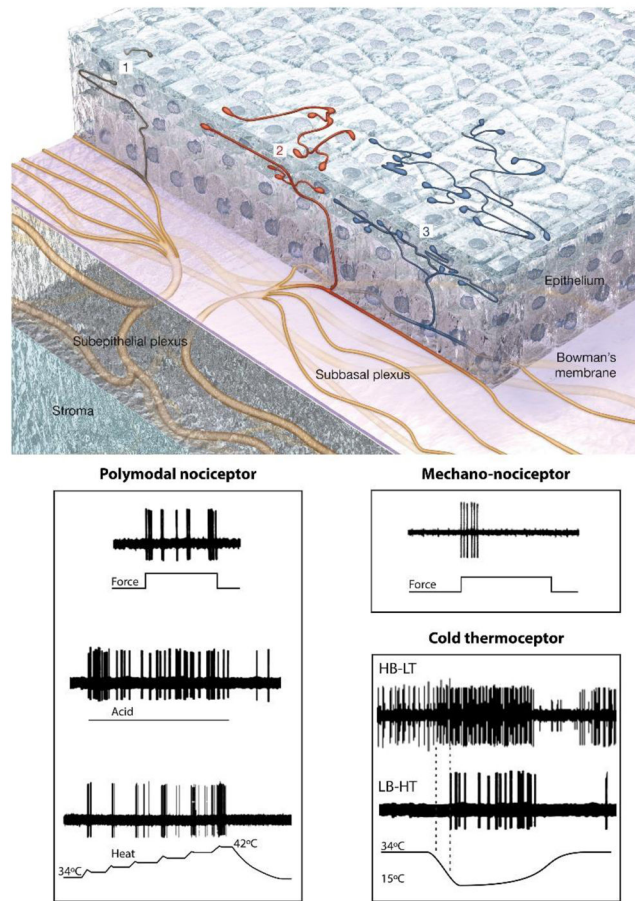 1
2
3
Epithelium
Subepithelial plexus
Subbasal plexus
Bowman's
membrane
Stroma
Polymodal nociceptor
Force
Acid
Heat
42ºC
34ºC
Mechano-nociceptor
Force
Cold thermoceptor
HB-LT
LB-HT
34ºC
15ºC